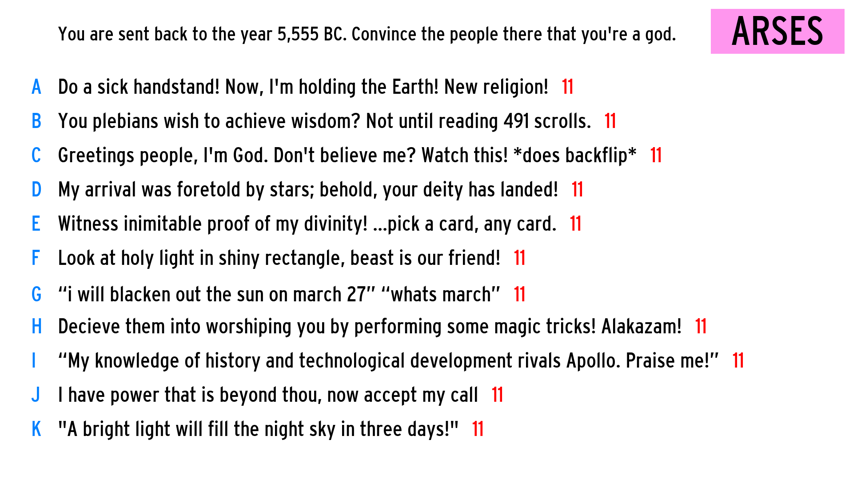 You are sent back to the year 5,555 BC. Convince the people there that you're a god.
ARSES
A Do a sick handstand! Now, I'm holding the Earth! New religion! 11
B You plebians wish to achieve wisdom? Not until reading 491 scrolls. 11
C Greetings people, I'm God. Don't believe me? Watch this! *does backflip* 11
D My arrival was foretold by stars; behold, your deity has landed! 11
E Witness inimitable proof of my divinity! ...pick a card, any card. 11
F Look at holy light in shiny rectangle, beast is our friend! 11
G “i will blacken out the sun on march 27” “whats march” 11
H Decieve them into worshiping you by performing some magic tricks! Alakazam! 11
I “My knowledge of history and technological development rivals Apollo. Praise me!” 11
J I have power that is beyond thou, now accept my call 11
K "A bright light will fill the night sky in three days!" 11